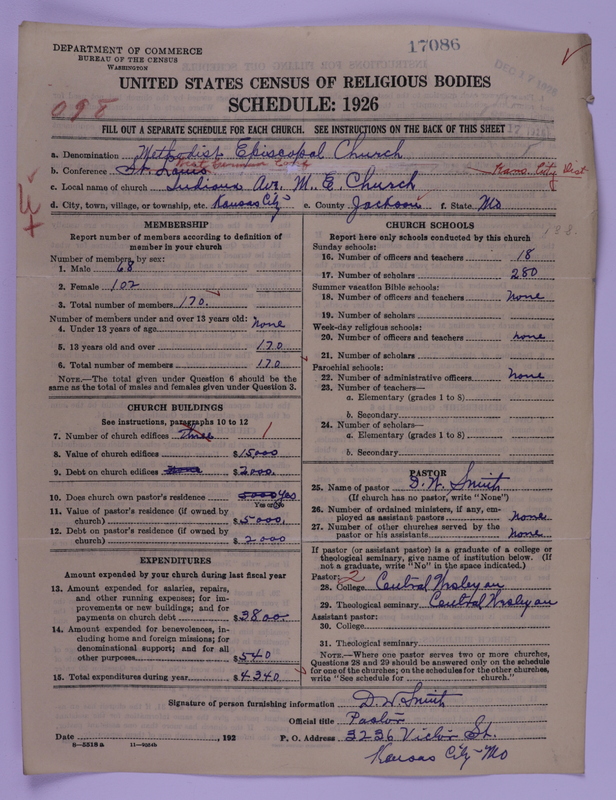 DEPARTMENT OF COMMERCE
BUREAU OF THE CENSUS
WASHINGTON
17086
UNITED STATES CENSUS OF RELIGIOUS BODIES
SCHEDULE: 1926
098
FILL OUT A SEPARATE SCHEDULE FOR EACH CHURCH. SEE INSTRUCTIONS ON THE BACK OF THIS SHEET
a. Denomination Methodist Episcopal Church
b. Conference St. Louis West German Conf Kans. City Dist
c. Local name of church Indiana Ave. M. E. Church
d. City, town, village, or township, etc. Kansas City e. County Jackson f. State Mo
MEMBERSHIP
Report number of members according to definition of
member in your church
Number of members, by sex:
1. Male 68
2. Female 102
3. Total number of members 170.
Number of members under and over 13 years old:
4. Under 13 years of age None
5. 13 years old and over 170
6. Total number of members 170
NOTE.—The total given under Question 6 should be
the same as the total of males and females given under Question 3.
CHURCH BUILDINGS
See instructions, paragraphs 10 to 12
7. Number of church edifices three 1
8. Value of church edifices $15000
9. Debt on church edifices None $2000.
10. Does church own pastor's residence 5000 Yes
Yes or No
11. Value of pastor's residence (if owned by
church) $5000.
12. Debt on pastor's residence (if owned by
church) $2000
EXPENDITURES
Amount expended by your church during last fiscal year
13. Amount expended for salaries, repairs,
and other running expenses; for im-
provements or new buildings; and for
payments on church debt $3800.
14. Amount expended for benevolences, in-
cluding home and foreign missions; for
denominational support; and for all
other purposes $540
15. Total expenditures during year $4340
CHURCH SCHOOLS
Report here only schools conducted by this church
Sunday schools:
16. Number of officers and teachers 18
17. Number of scholars 280
Summer vacation Bible schools:
18. Number of officers and teachers None
19. Number of scholars
Week-day religious schools:
20. Number of officers and teachers none
21. Number of scholars
Parochial schools:
22. Number of administrative officers None
23. Number of teachers—
a. Elementary (grades 1 to 8)
b. Secondary
24. Number of scholars—
a. Elementary (grades 1 to 8)
b. Secondary
PASTOR
25. Name of pastor D. W. Smith
(If church has no pastor, write "None")
26. Number of ordained ministers, if any, em-
ployed as assistant pastors None
27. Number of other churches served by the
pastor or his assistants None
If pastor (or assistant pastor) is a graduate of a college or
theological seminary, give name of institution below. (If
not a graduate, write "No" in the space indicated.)
Pastor: 2
28. College Central Wesleyan
29. Theological seminary Central Wesleyan
Assistant pastor:
30. College
31. Theological seminary
NOTE.—Where one pastor serves two or more churches,
Questions 28 and 29 should be answered only on the schedule
for one of the churches; on the schedules for the other churches,
write "See schedule for church."
Signature of person furnishing information D. W Smith
Official title Pastor
Date , 192 P. O. Address 3236 Victor St.
8—5518 a 11—9024b Kansas City Mo